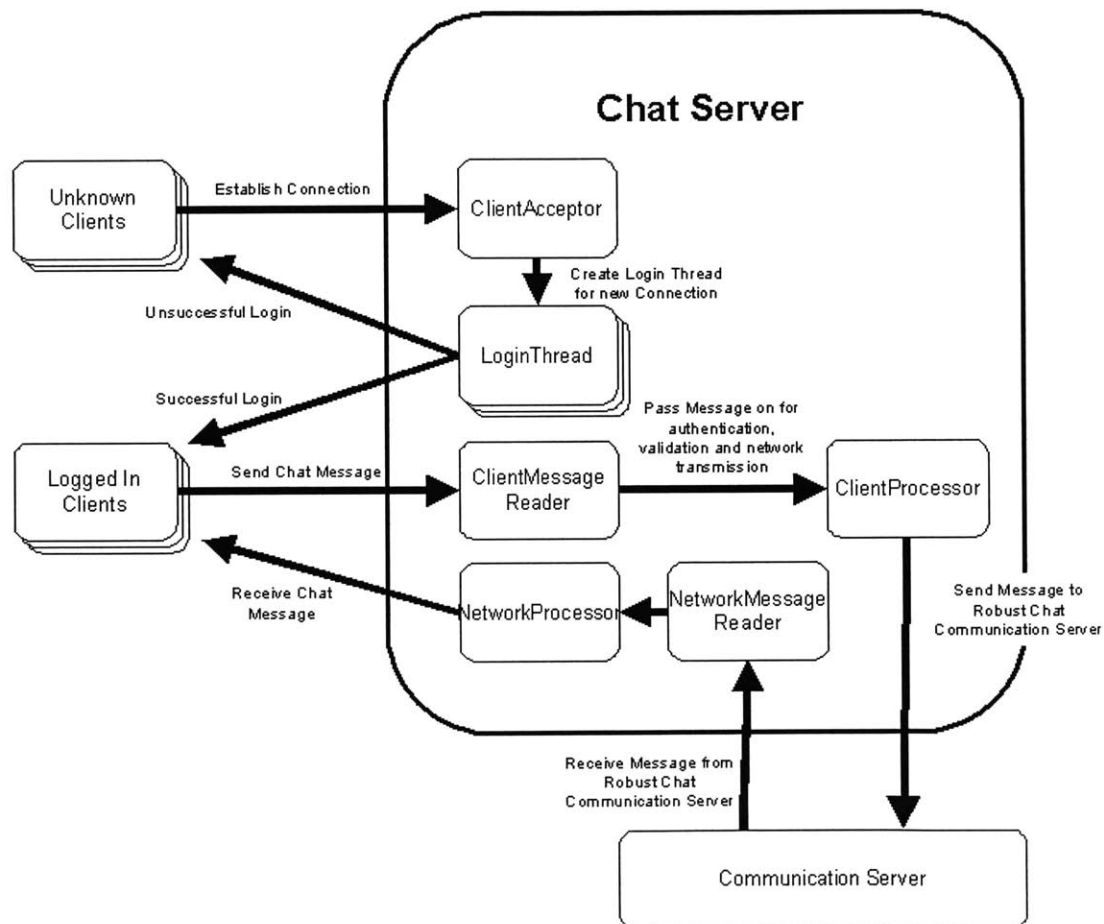 Chat Server
Unknown
Clients
Establish Connection
ClientAcceptor
Create Login Thread
for new Connection
Unsuccessful Login
LoginThread
Successful Login
Pass Message on for
authentication,
validation and network
transmission
Logged In
Clients
Send Chat Message
ClientMessage
Reader
ClientProcessor
Receive Chat
Message
NetworkProcessor
NetworkMessage
Reader
Send Message to
Robust Chat
Communication Server
Receive Message from
Robust Chat
Communication Server
Communication Server